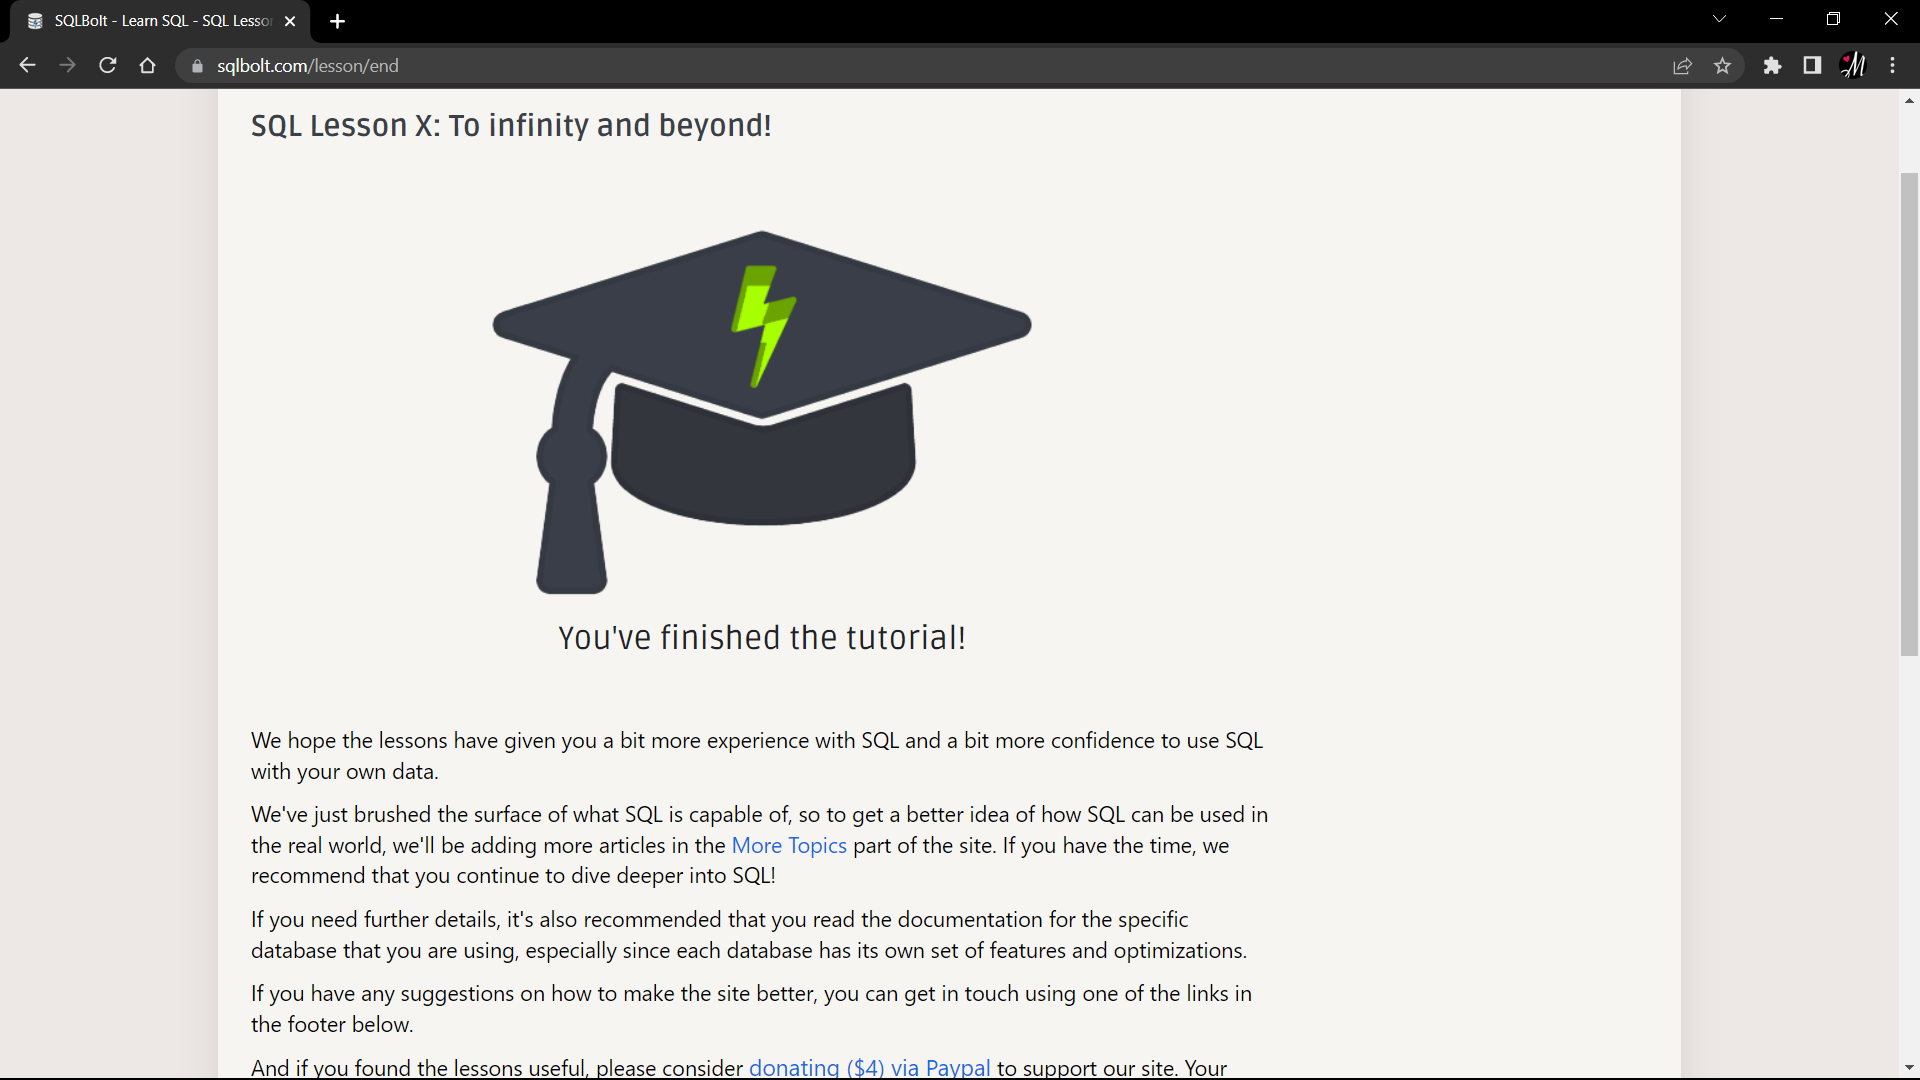 SQLBolt - Learn SQL - SQL Lesso
sqlbolt.com/lesson/end
SQL Lesson X: To infinity and beyond!
You've finished the tutorial!
We hope the lessons have given you a bit more experience with SQL and a bit more confidence to use SQL
with your own data.
We've just brushed the surface of what SQL is capable of, so to get a better idea of how SQL can be used in
the real world, we'll be adding more articles in the More Topics part of the site. If you have the time, we
recommend that you continue to dive deeper into SQL!
If you need further details, it's also recommended that you read the documentation for the specific
database that you are using, especially since each database has its own set of features and optimizations.
If you have any suggestions on how to make the site better, you can get in touch using one of the links in
the footer below.
And if you found the lessons useful, please consider donating ($4) via Paypal to support our site. Your